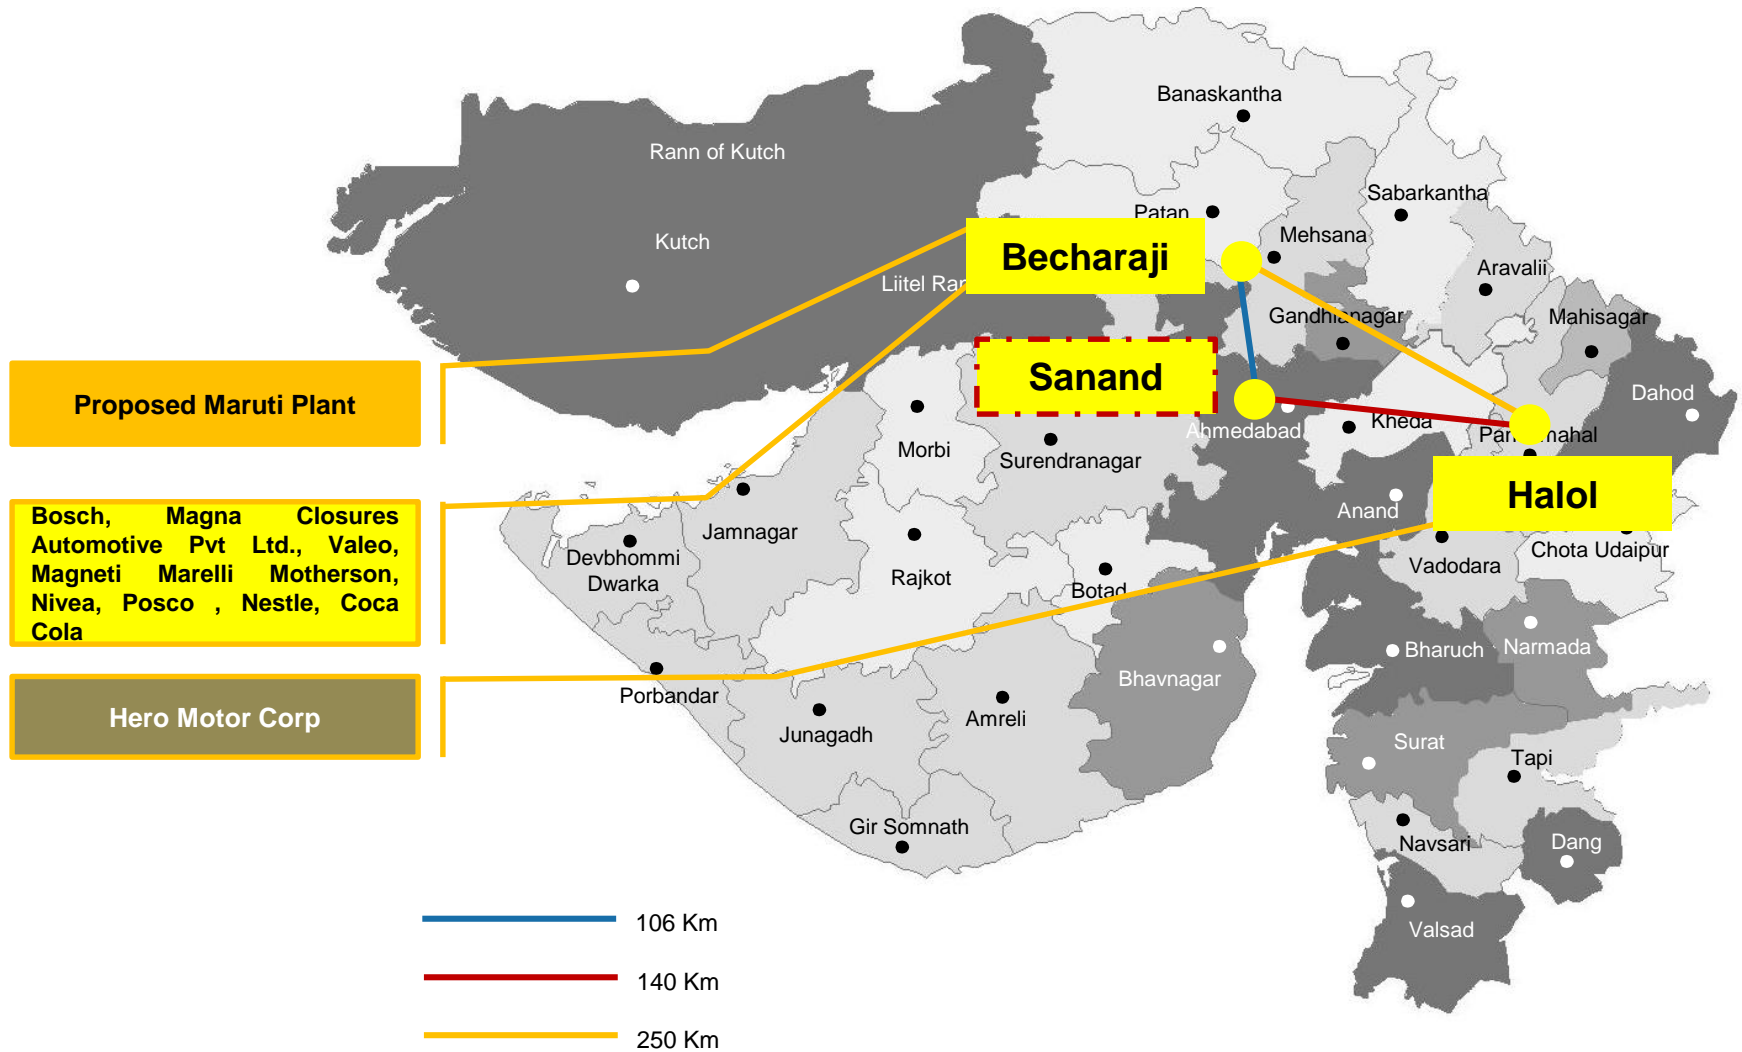 Banaskantha
Rann of Kutch
Sabarkantha
Patan
Kutch
Mehsana
Becharaji
Aravalii
Gandhianagar
Mahisagar
Sanand
Proposed Maruti Plant
Dahod
Ahmedabad
Kheda
Morbi
Surendranagar
Halol
Anand
Bosch, Magna Closures
Automotive Pvt Ltd., Valeo,
Magneti Marelli Motherson,
Nivea, Posco , Nestle, Coca
Cola
Jamnagar
Devbhommi
Dwarka
Rajkot
Botad
Vadodara
Chota Udaipur
Bharuch
Narmada
Bhavnagar
Porbandar
Hero Motor Corp
Junagadh
Amreli
Surat
Tapi
Gir Somnath
Navsari
Dang
Valsad
106 Km
140 Km
250 Km
Liitel